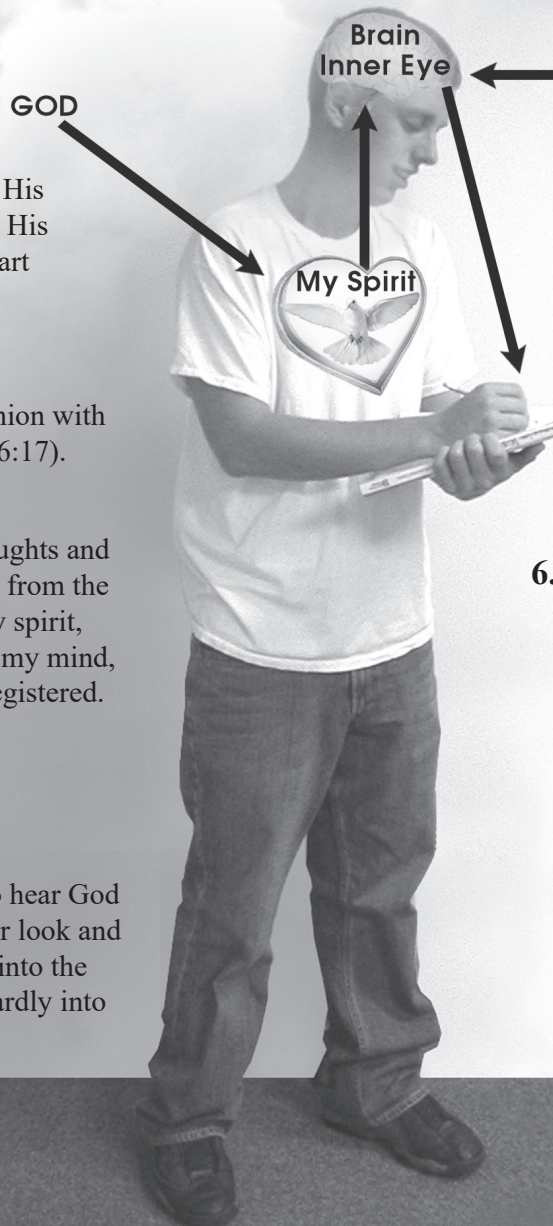 Brain
Inner Eye
GOD
His
His
art
My Spirit
nion with
6:17).
ughts and
from the
y spirit,
my mind,
egistered.
6.
o hear God
r look and
into the
ardly into